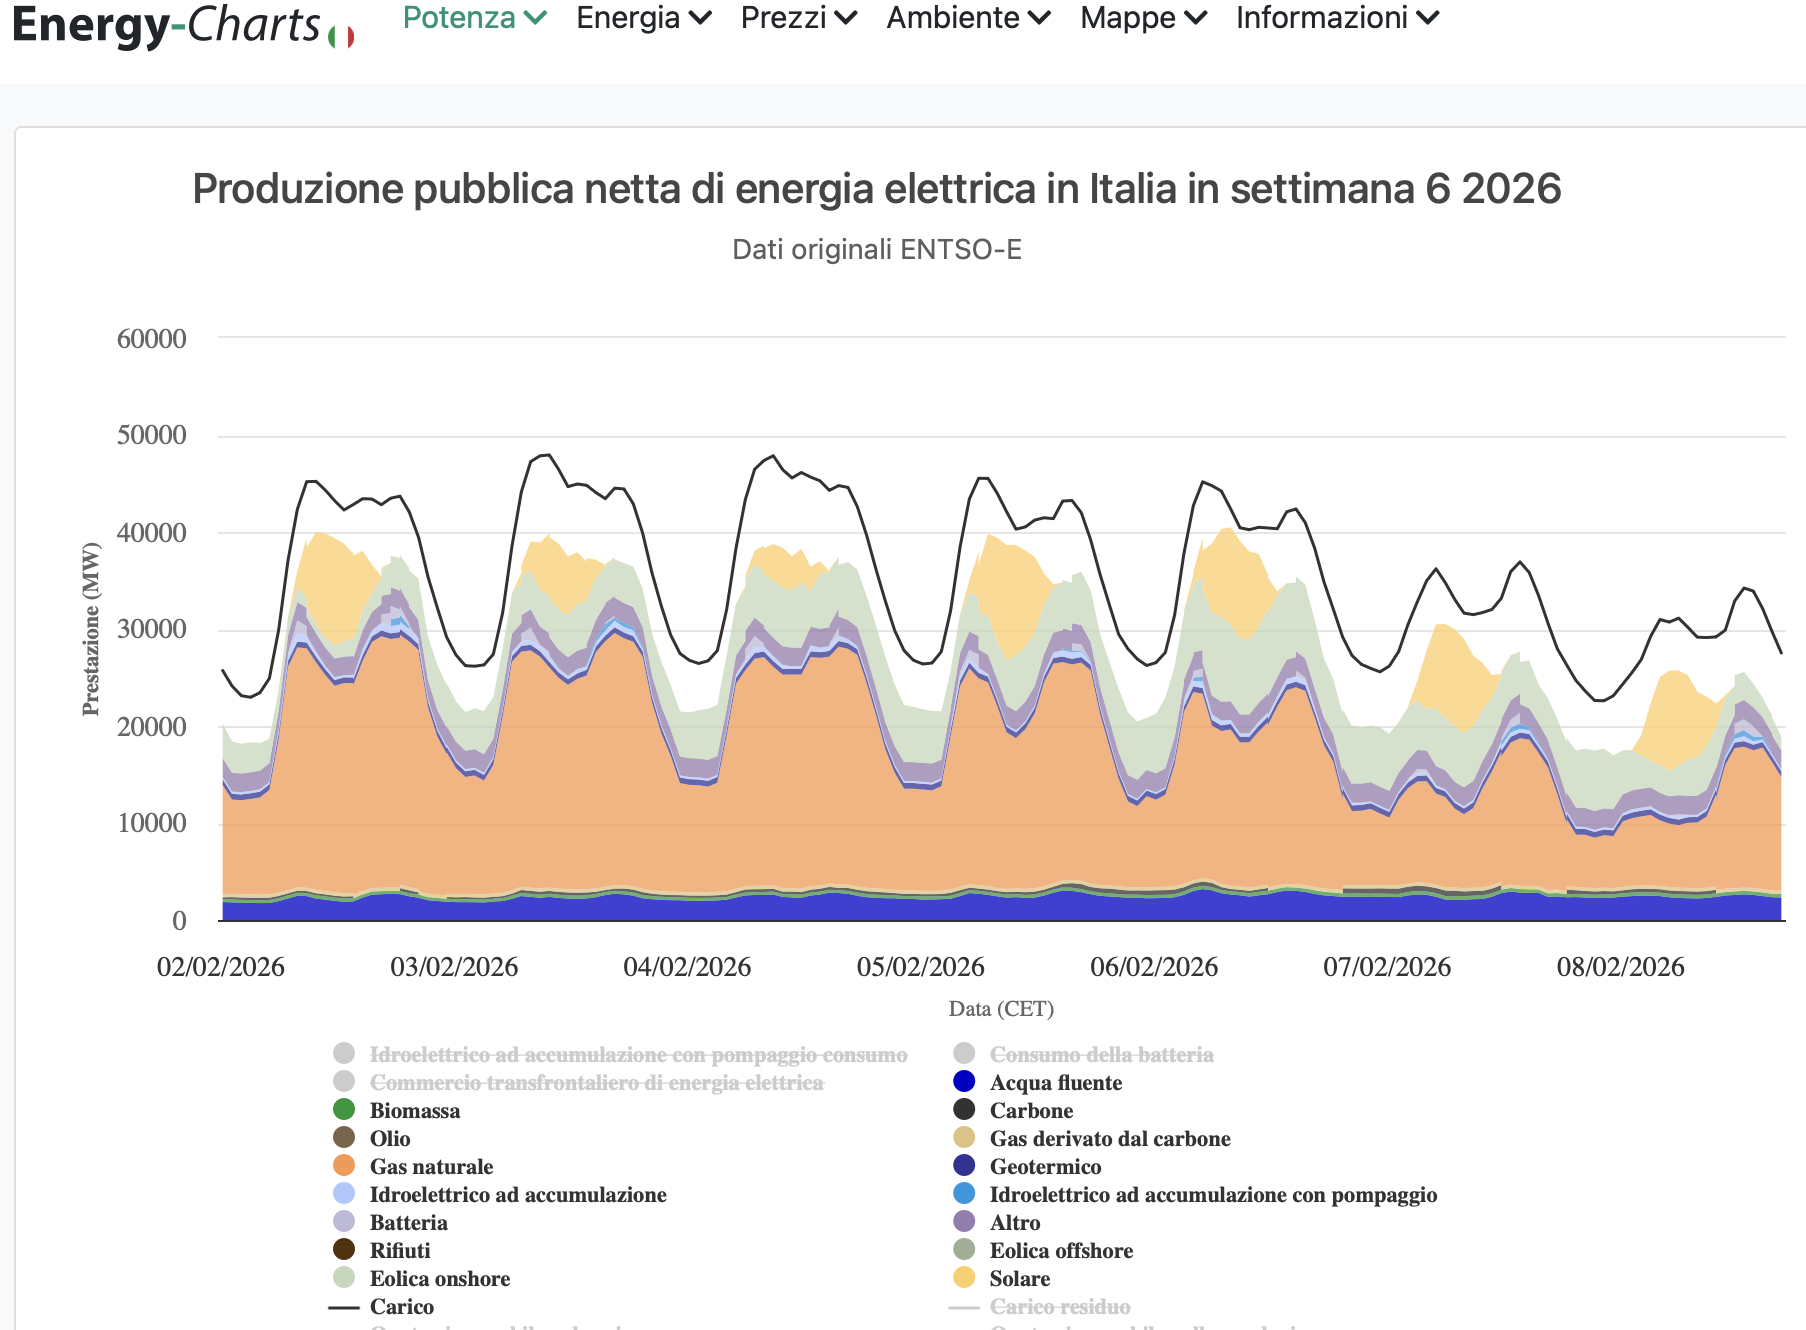 Energy-Charts
Potenza Energia Prezzi Ambiente Mappe Informazioni
Produzione pubblica netta di energia elettrica in Italia in settimana 6 2026
Dati originali ENTSO-E
60000
50000
40000
30000
20000
10000
0
Prestazione (MW)
02/02/2026 03/02/2026 04/02/2026 05/02/2026 06/02/2026 07/02/2026 08/02/2026
Data (CET)
Idroelettrico ad accumulazione con pompaggio consumo
Consumo della batteria
Commercio transfrontaliero di energia elettrica
Acqua fluente
Biomassa
Carbone
Olio
Gas derivato dal carbone
Gas naturale
Geotermico
Idroelettrico ad accumulazione
Idroelettrico ad accumulazione con pompaggio
Batteria
Altro
Rifiuti
Eolica offshore
Eolica onshore
Solare
Carico
Carico residuo